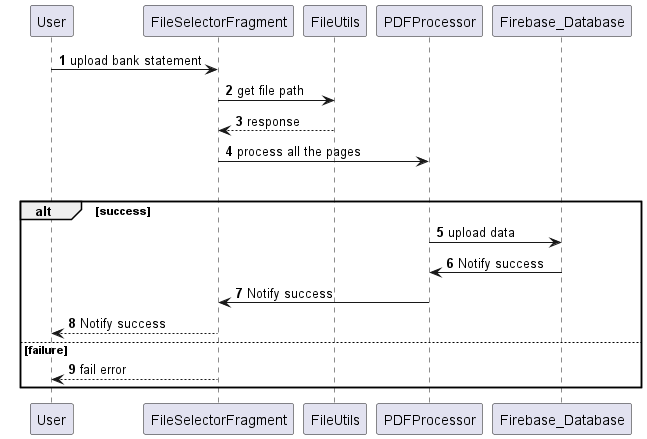 User FileSelectorFragment FileUtils PDFProcessor Firebase_Database
1 upload bank statement
2 get file path
3 response
4 process all the pages
alt [success]
5 upload data
6 Notify success
7 Notify success
8 Notify success
[failure]
9 fail error
User FileSelectorFragment FileUtils PDFProcessor Firebase_Database